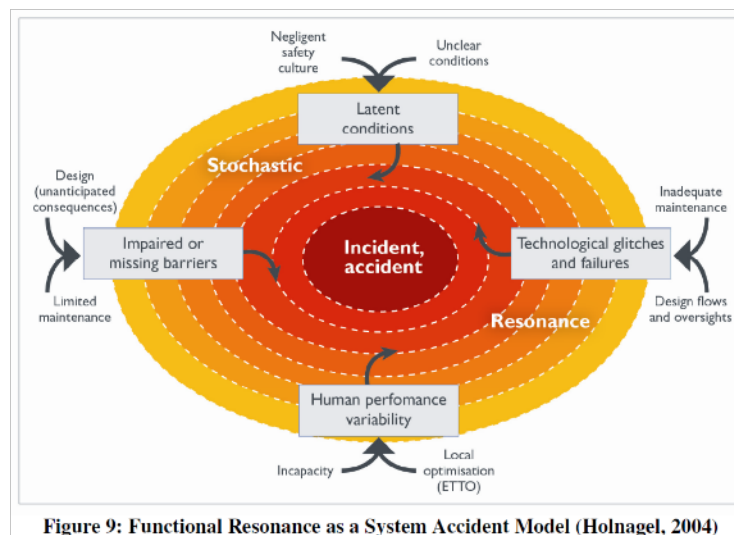 Negligent
safety
culture
Unclear
conditions
Latent
conditions
Stochastic
Design
(unanticipated
consequences)
Inadequate
maintenance
Impaired or
missing barriers
Incident,
accident
Technological glitches
and failures
Limited
maintenance
Design flows
and oversights
Resonance
Human perfomance
variability
Incapacity
Local
optimisation
(ETTO)
Figure 9: Functional Resonance as a System Accident Model (Holnagel, 2004)